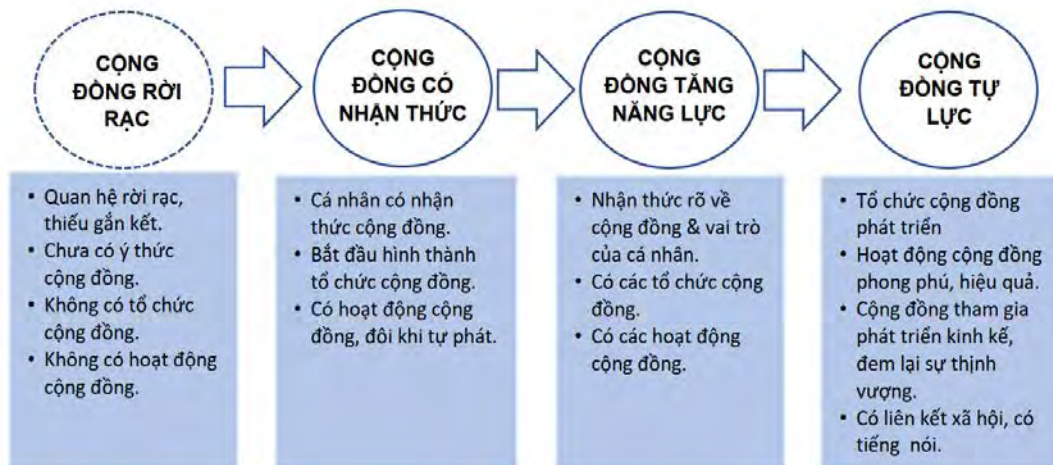 CỘNG
ĐỒNG RỜI
RẠC
CỘNG
ĐỒNG CÓ
NHẬN THỨC
CỘNG
ĐỒNG TĂNG
NĂNG LỰC
CỘNG
ĐỒNG TỰ
LỰC
• Quan hệ rời rạc,
thiếu gắn kết.
• Chưa có ý thức
cộng đồng.
• Không có tổ chức
cộng đồng.
• Không có hoạt động
cộng đồng.
• Cá nhân có nhận
thức cộng đồng.
• Bắt đầu hình thành
tổ chức cộng đồng.
• Có hoạt động cộng
đồng, đôi khi tự phát.
• Nhận thức rõ về
cộng đồng & vai trò
của cá nhân.
• Có các tổ chức cộng
đồng.
• Có các hoạt động
cộng đồng.
• Tổ chức cộng đồng
phát triển
• Hoạt động cộng đồng
phong phú, hiệu quả.
• Cộng đồng tham gia
phát triển kinh kế,
đem lại sự thịnh
vượng.
• Có liên kết xã hội, có
tiếng nói.